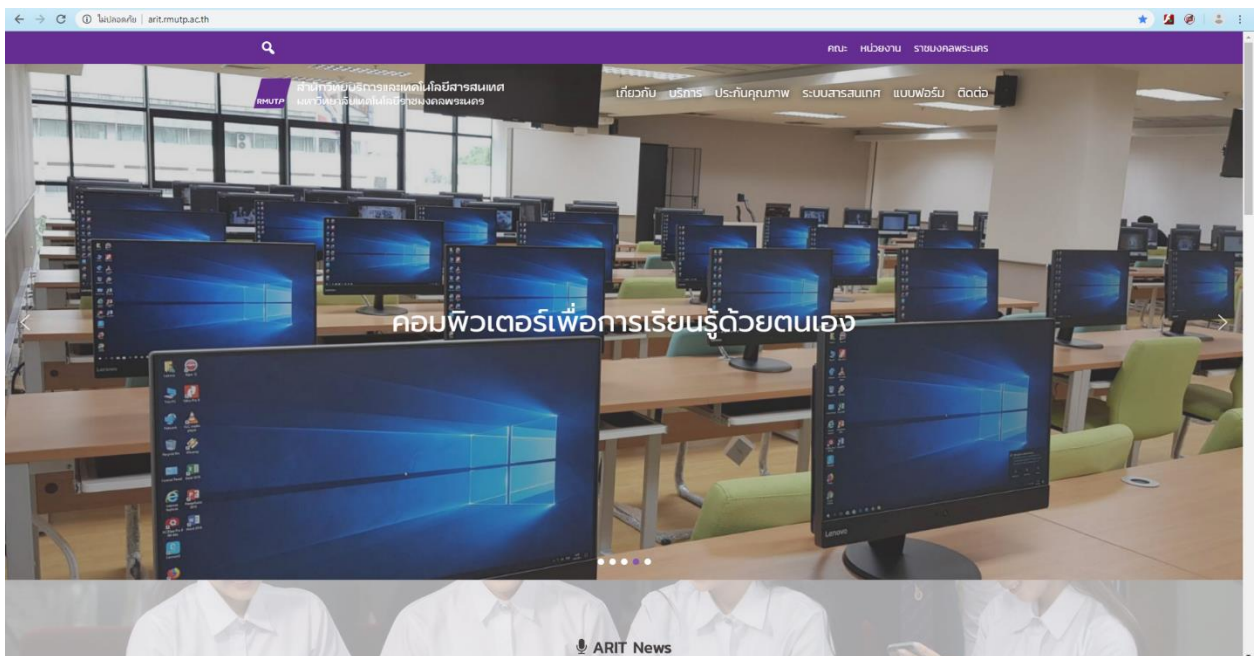 ไม่ปลอดภัย | arit.rmutp.ac.th
คณะ หน่วยงาน ราชมงคลพระนคร
RMUTP
สำนักวิทยบริการและเทคโนโลยีสารสนเทศ
มหาวิทยาลัยเทคโนโลยีราชมงคลพระนคร
เกี่ยวกับ บริการ ประกันคุณภาพ ระบบสารสนเทศ แบบฟอร์ม ติดต่อ
คอมพิวเตอร์เพื่อการเรียนรู้ด้วยตนเอง
Lenovo
Lenovo
ARIT News